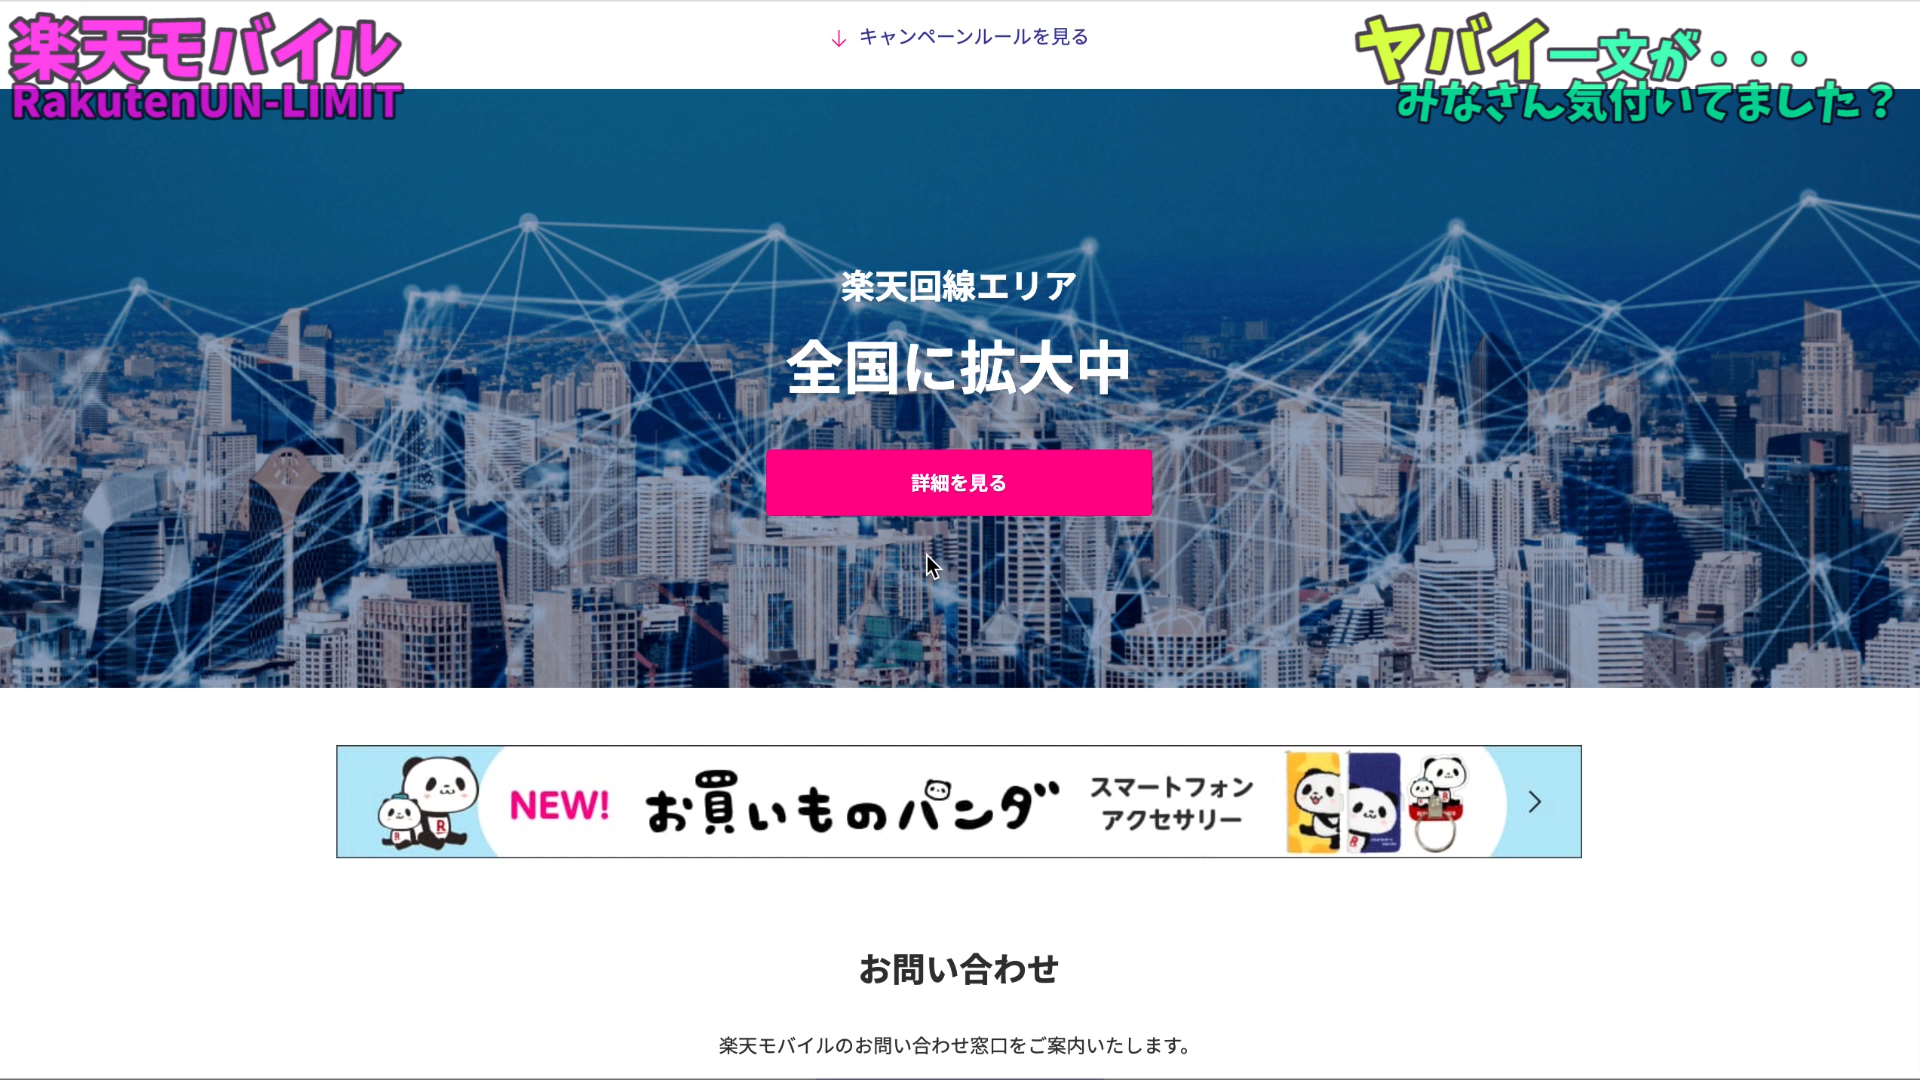 楽天モバイル
RakutenUN-LIMIT
キャンペーンルールを見る
ヤバイ一文が・・・
みなさん気付いてました？
楽天回線エリア
全国に拡大中
詳細を見る
NEW!
お買いものパンダ
スマートフォン
アクセサリー
お問い合わせ
楽天モバイルのお問い合わせ窓口をご案内いたします。